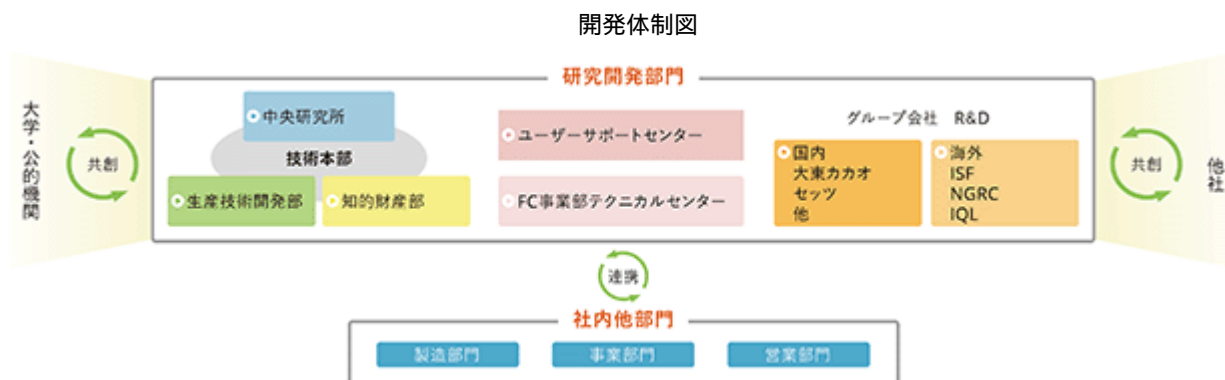 開発体制図
研究開発部門
大学・公的機関
共創
中央研究所
技術本部
生産技術開発部
知的財産部
ユーザーサポートセンター
FC事業部テクニカルセンター
グループ会社 R&D
国内
大東カカオ
セッツ
他
海外
ISF
NGRC
IQL
共創
他社
連携
社内他部門
製造部門
事業部門
営業部門